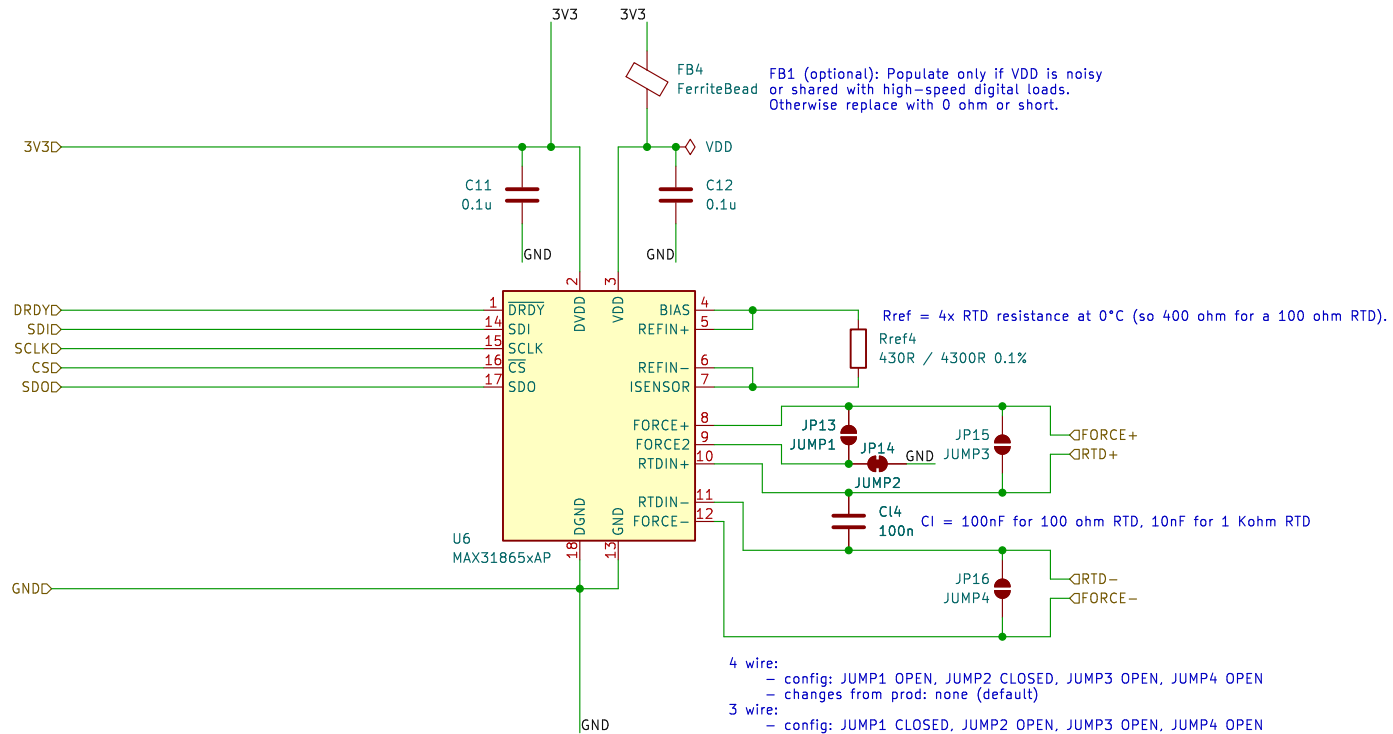 3V3
3V3
FB4
FerriteBead
FB1 (optional): Populate only if VDD is noisy
or shared with high-speed digital loads.
Otherwise replace with 0 ohm or short.
3V3
VDD
C11
0.1u
C12
0.1u
GND
GND
2
3
DRDY
1
DRDY
DVDD
VDD
BIAS
4
SDI
14
SDI
REFIN+
5
SCLK
15
SCLK
CS
16
CS
REFIN-
6
SDO
17
SDO
ISENSOR
7
Rref = 4x RTD resistance at 0°C (so 400 ohm for a 100 ohm RTD).
Rref4
430R / 4300R 0.1%
FORCE+
8
FORCE2
9
RTDIN+
10
RTDIN-
11
FORCE-
12
JP13
JUMP1
JP14
JUMP2
GND
JP15
JUMP3
FORCE+
RTD+
CI4
100n
CI = 100nF for 100 ohm RTD, 10nF for 1 Kohm RTD
DGND
GND
18
13
U6
MAX31865xAP
JP16
JUMP4
RTD-
FORCE-
GND
GND
4 wire:
- config: JUMP1 OPEN, JUMP2 CLOSED, JUMP3 OPEN, JUMP4 OPEN
- changes from prod: none (default)
3 wire:
- config: JUMP1 CLOSED, JUMP2 OPEN, JUMP3 OPEN, JUMP4 OPEN